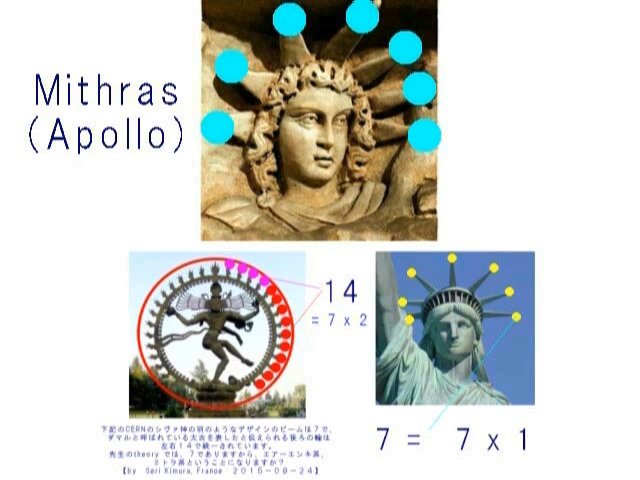 Mithras
(Apollo)
14
= 7 x 2
下記のCERNのシヴァ神の羽のようなデザインのビームは7で、
ダマルと呼ばれている太古を表したと伝えられる後ろの輪は
左右14で統一されています。
先生のtheory では、7でありますから、エアーエンキ系、
ミトラ系ということになりますか?
【by Seri Kimura, France 2015-09-24】
7 = 7 x 1